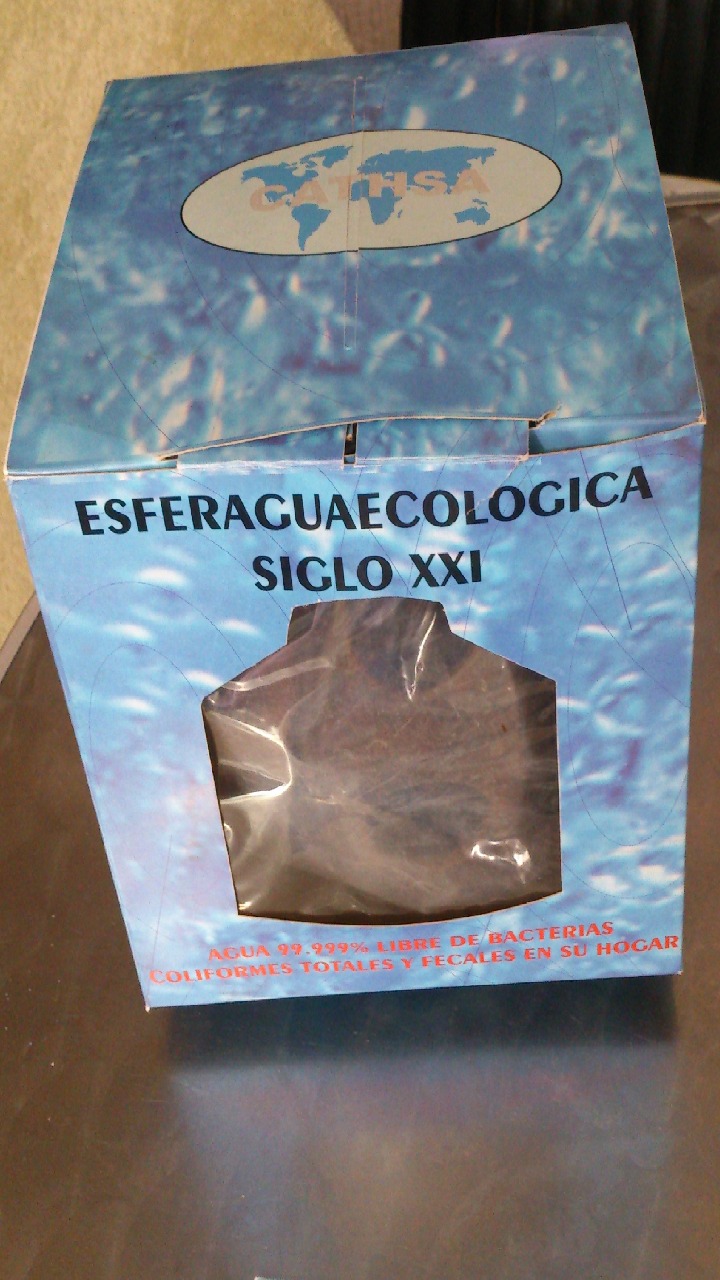 CATHSA
ESFERAGUAECOLOGICA
SIGLO XXI
AGUA 99.999% LIBRE DE BACTERIAS
COLIFORMES TOTALES Y FECALES EN SU HOGAR